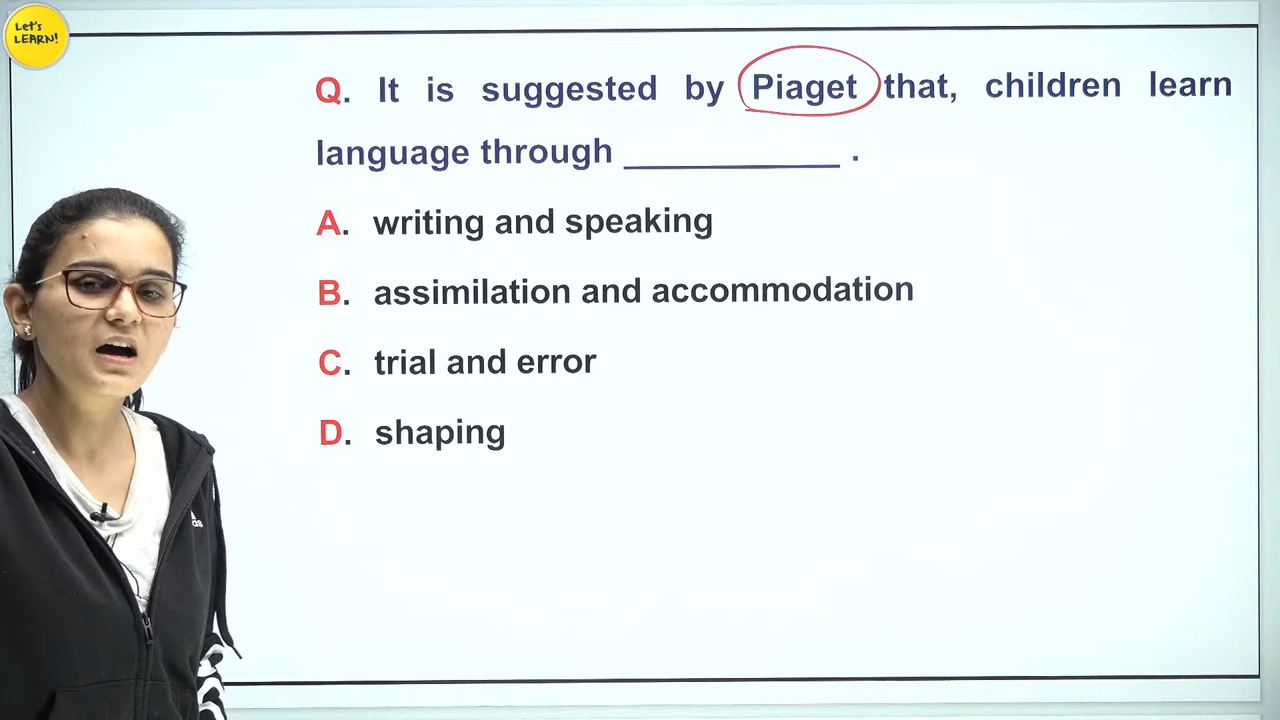 Let's
LEARN!
Q. It is suggested by Piaget that, children learn
language through ____________ .
A. writing and speaking
B. assimilation and accommodation
C. trial and error
D. shaping